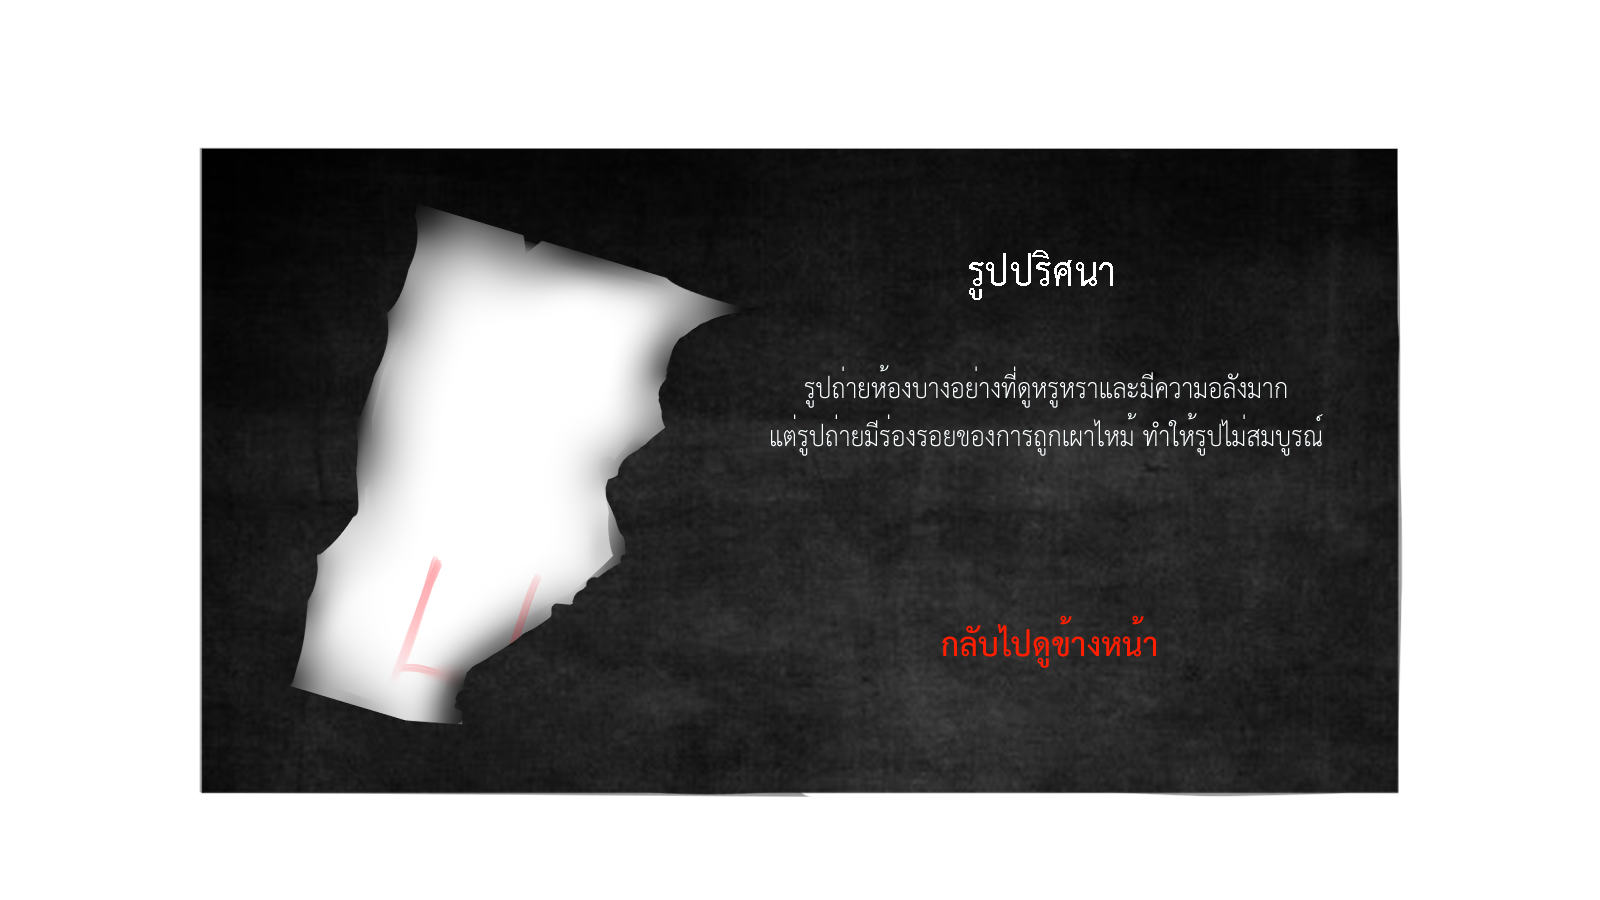 รูปปริศนา
รูปถ่ายห้องบางอย่างที่ดูหรูหราและมีความอลังมาก
แต่รูปถ่ายมีร่องรอยของการถูกเผาไหม้ ทำให้รูปไม่สมบูรณ์
กลับไปดูข้างหน้า